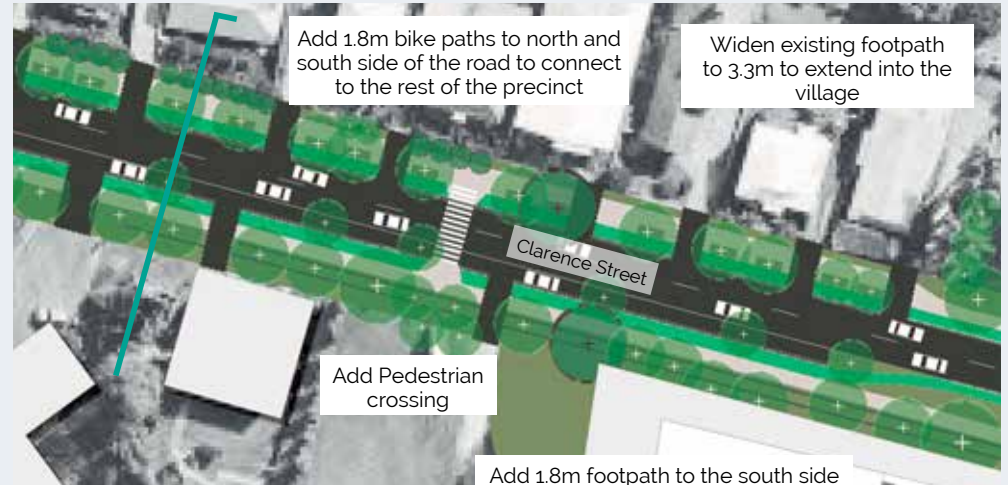 Add 1.8m bike paths to north and
south side of the road to connect
to the rest of the precinct
Widen existing footpath
to 3.3m to extend into the
village
Clarence Street
Add Pedestrian
crossing
Add 1.8m footpath to the south side